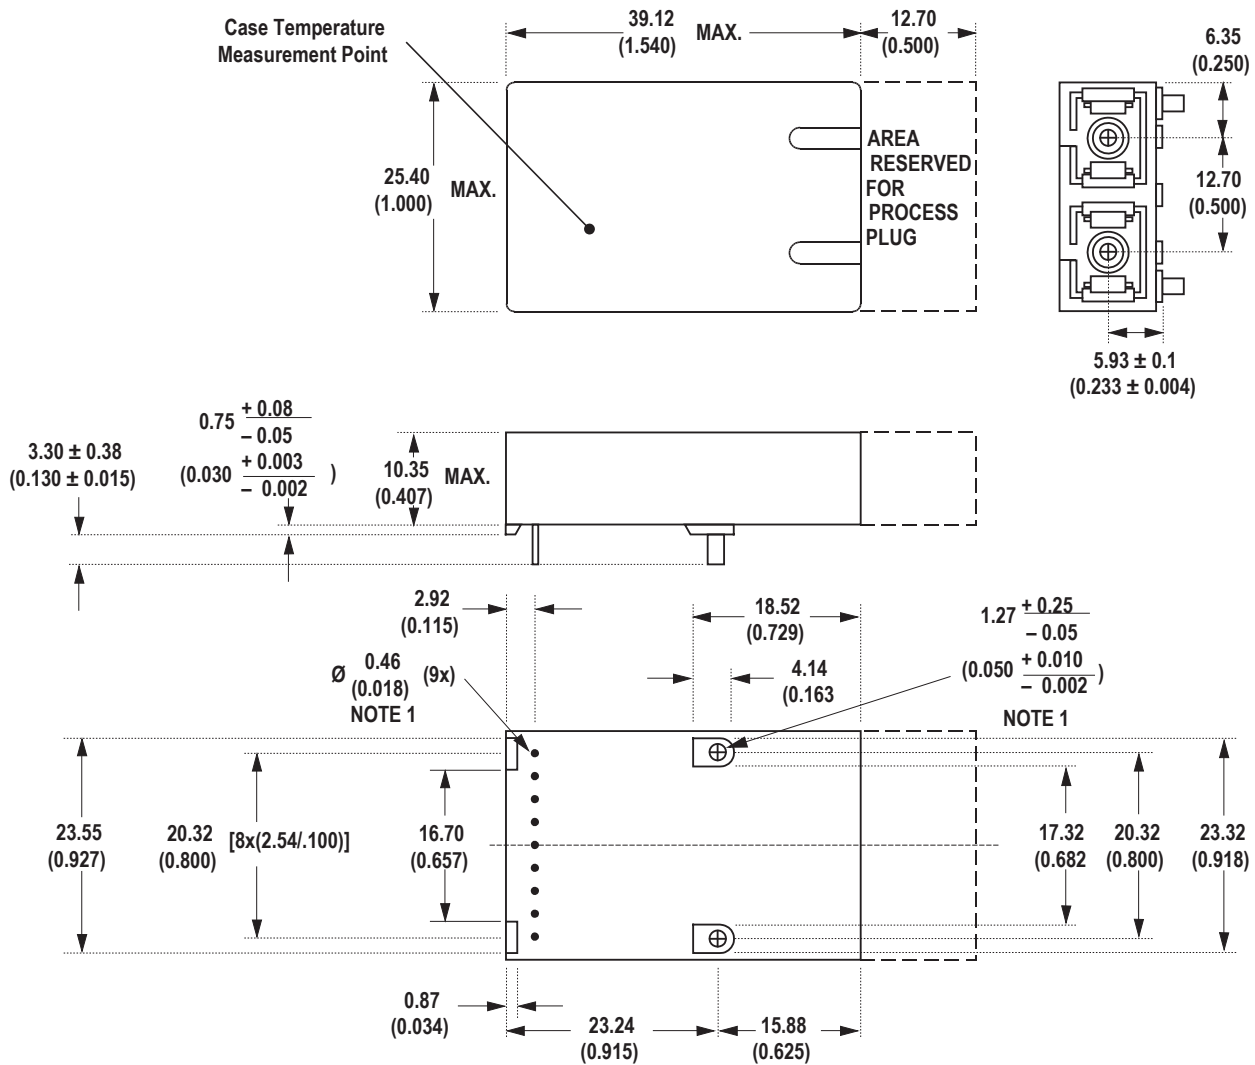 Case Temperature
Measurement Point
39.12
(1.540)
MAX.
12.70
(0.500)
6.35
(0.250)
25.40
(1.000)
MAX.
AREA
RESERVED
FOR
PROCESS
PLUG
12.70
(0.500)
5.93 ± 0.1
(0.233 ± 0.004)
3.30 ± 0.38
(0.130 ± 0.015)
0.75 + 0.08
– 0.05
(0.030 + 0.003
– 0.002 )
10.35
(0.407)
MAX.
2.92
(0.115)
18.52
(0.729)
1.27 + 0.25
– 0.05
(0.050 + 0.010
– 0.002 )
NOTE 1
Ø 0.46
(0.018) (9x)
NOTE 1
4.14
(0.163
23.55
(0.927)
20.32
(0.800)
[8x(2.54/.100)]
16.70
(0.657)
17.32
(0.682
20.32
(0.800)
23.32
(0.918)
0.87
(0.034)
23.24
(0.915)
15.88
(0.625)